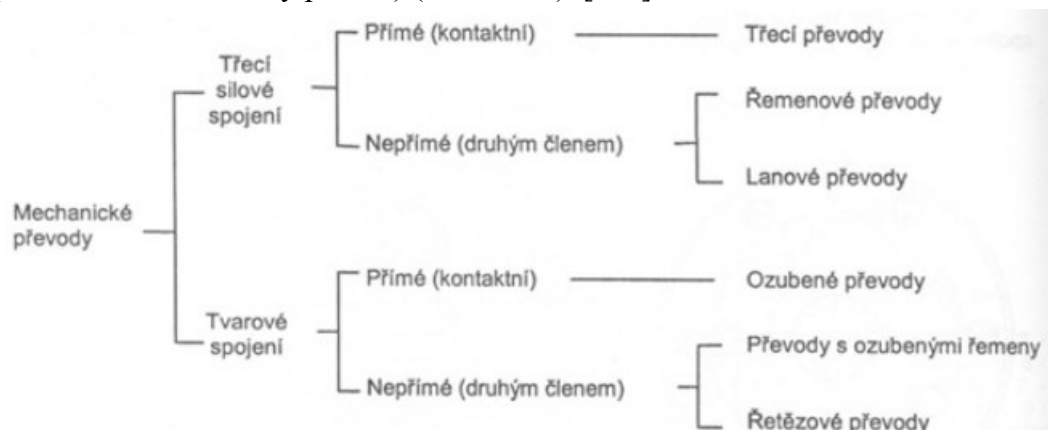 Přímé (kontaktní)
Třecí převody
Třecí
silové
spojení
Řemenové převody
Nepřímé (druhým členem)
Lanové převody
Mechanické
převody
Přímé (kontaktní)
Ozubené převody
Tvarové
spojení
Převody s ozubenými řemeny
Nepřímé (druhým členem)
Řetězové převody